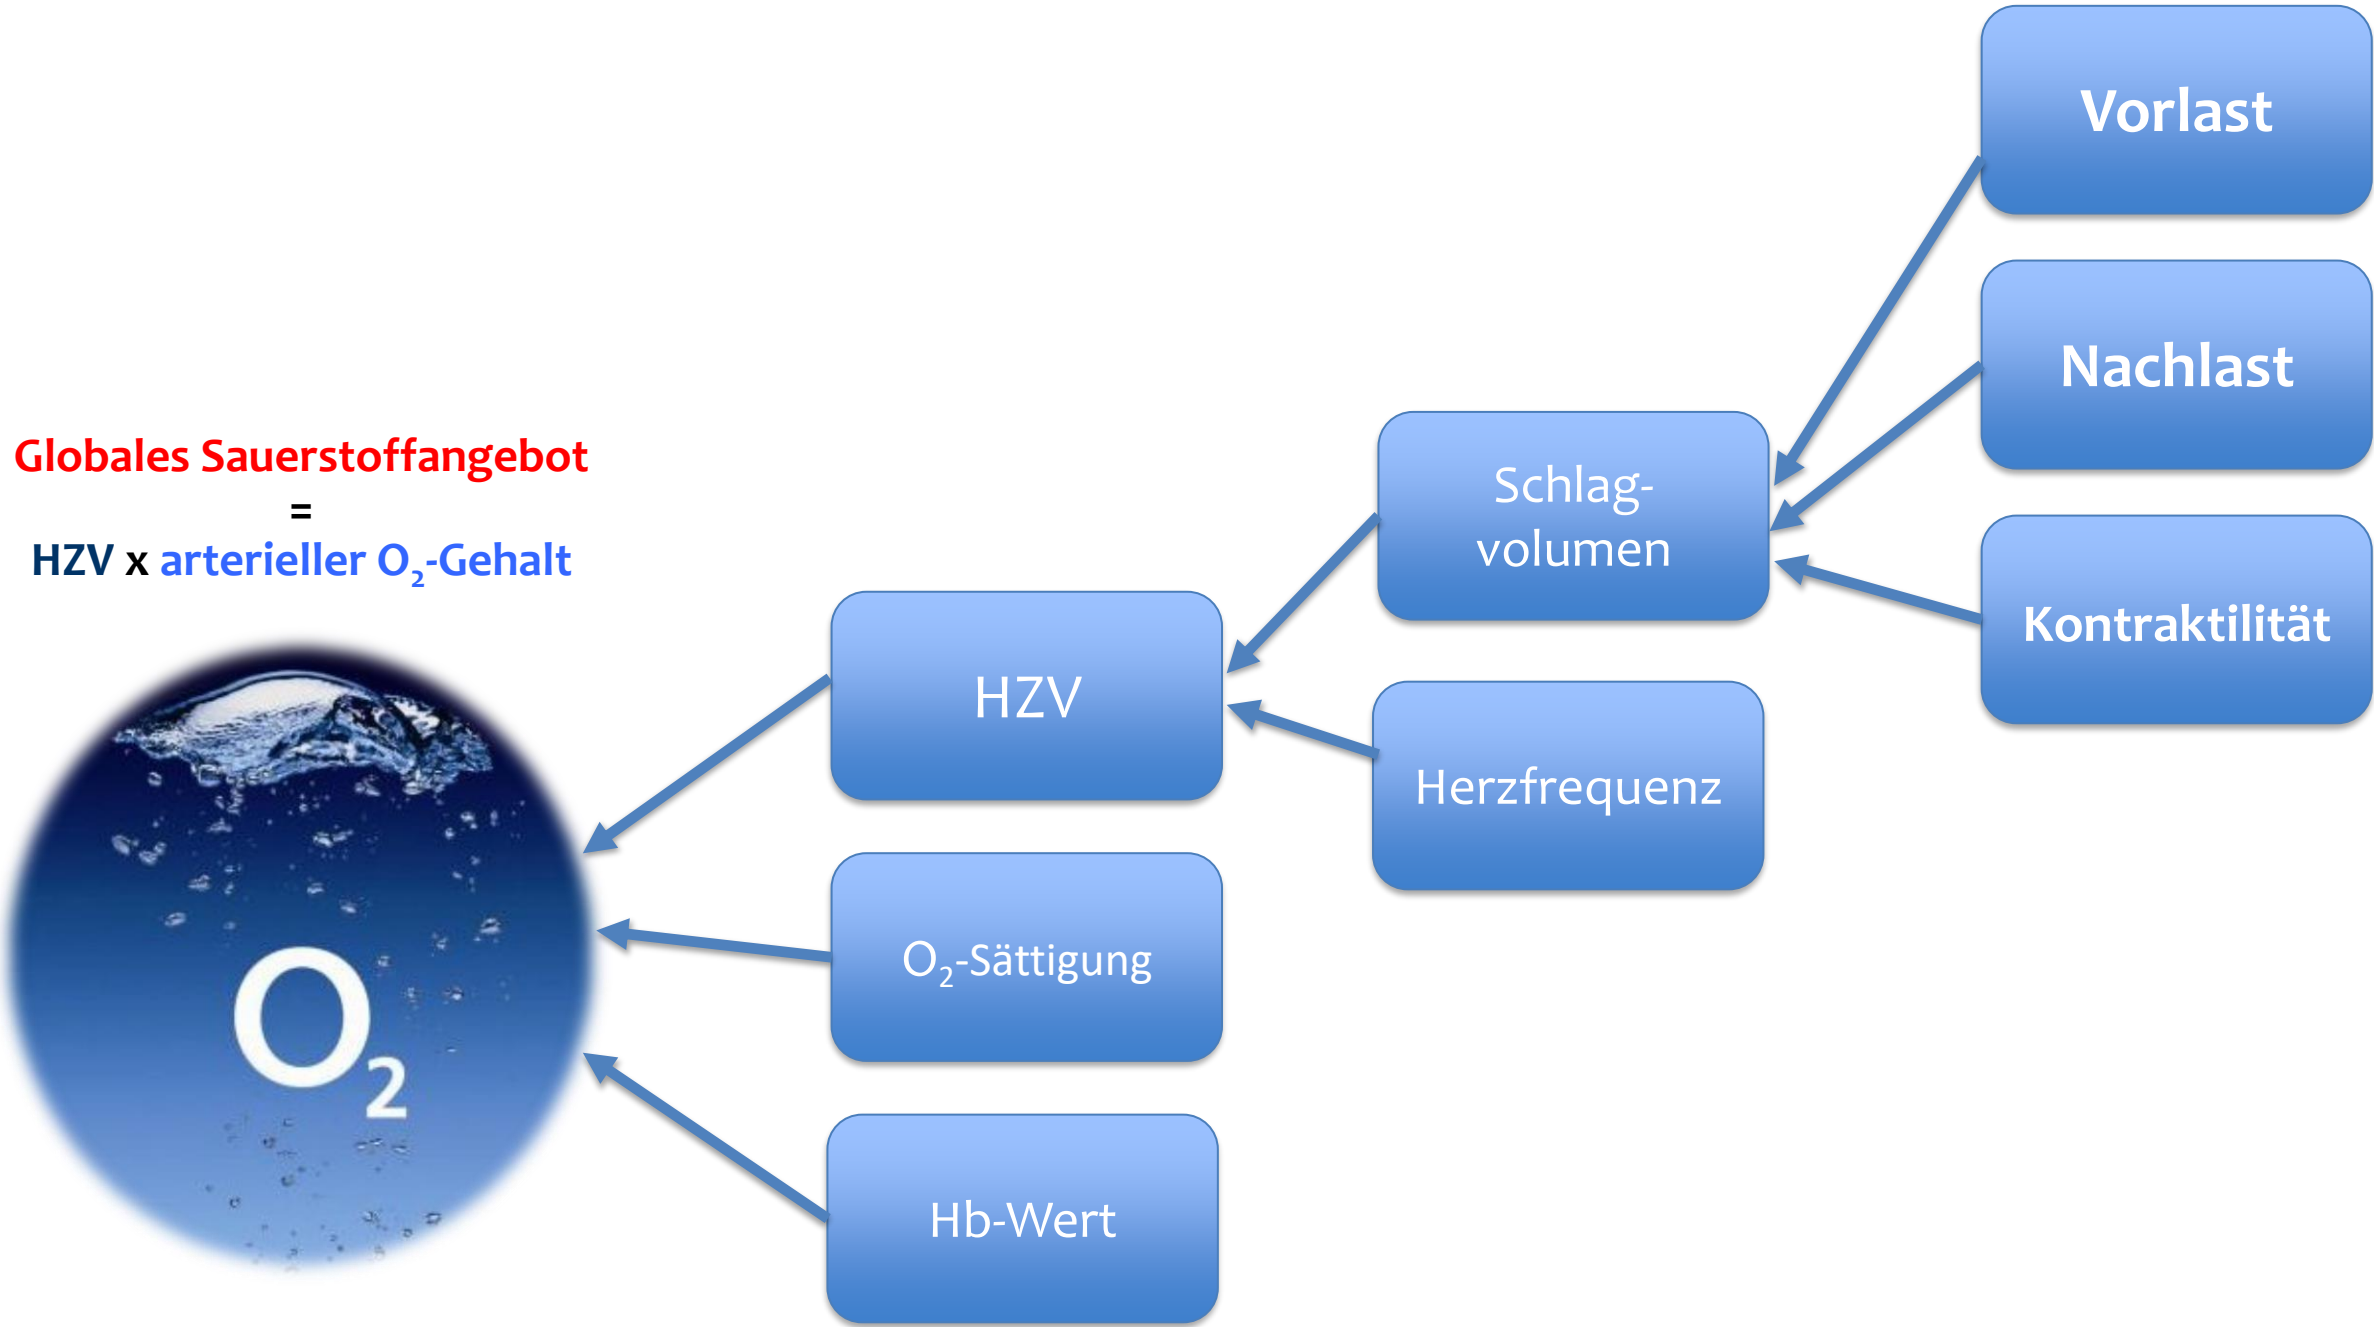 Globales Sauerstoffangebot
=
HZV x arterieller O₂-Gehalt
O₂
HZV
O₂-Sättigung
Hb-Wert
Schlag-
volumen
Herzfrequenz
Vorlast
Nachlast
Kontraktilität